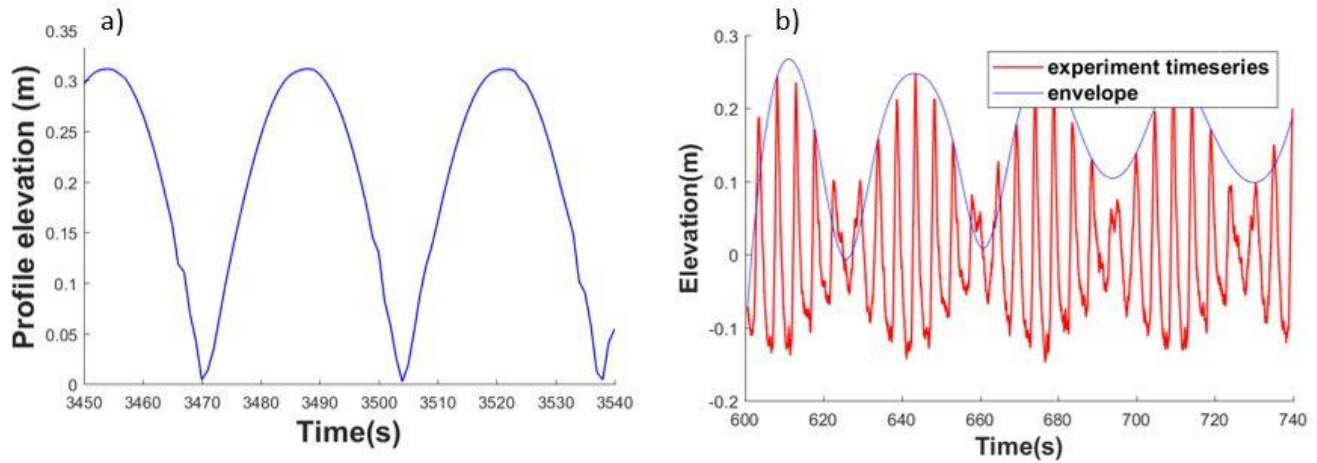 a)
Profile elevation (m)
0.35
0.3
0.25
0.2
0.15
0.1
0.05
0
3450 3460 3470 3480 3490 3500 3510 3520 3530 3540
Time(s)
b)
Elevation(m)
0.3
0.2
0.1
0
-0.1
-0.2
experiment timeseries
envelope
600 620 640 660 680 700 720 740
Time(s)